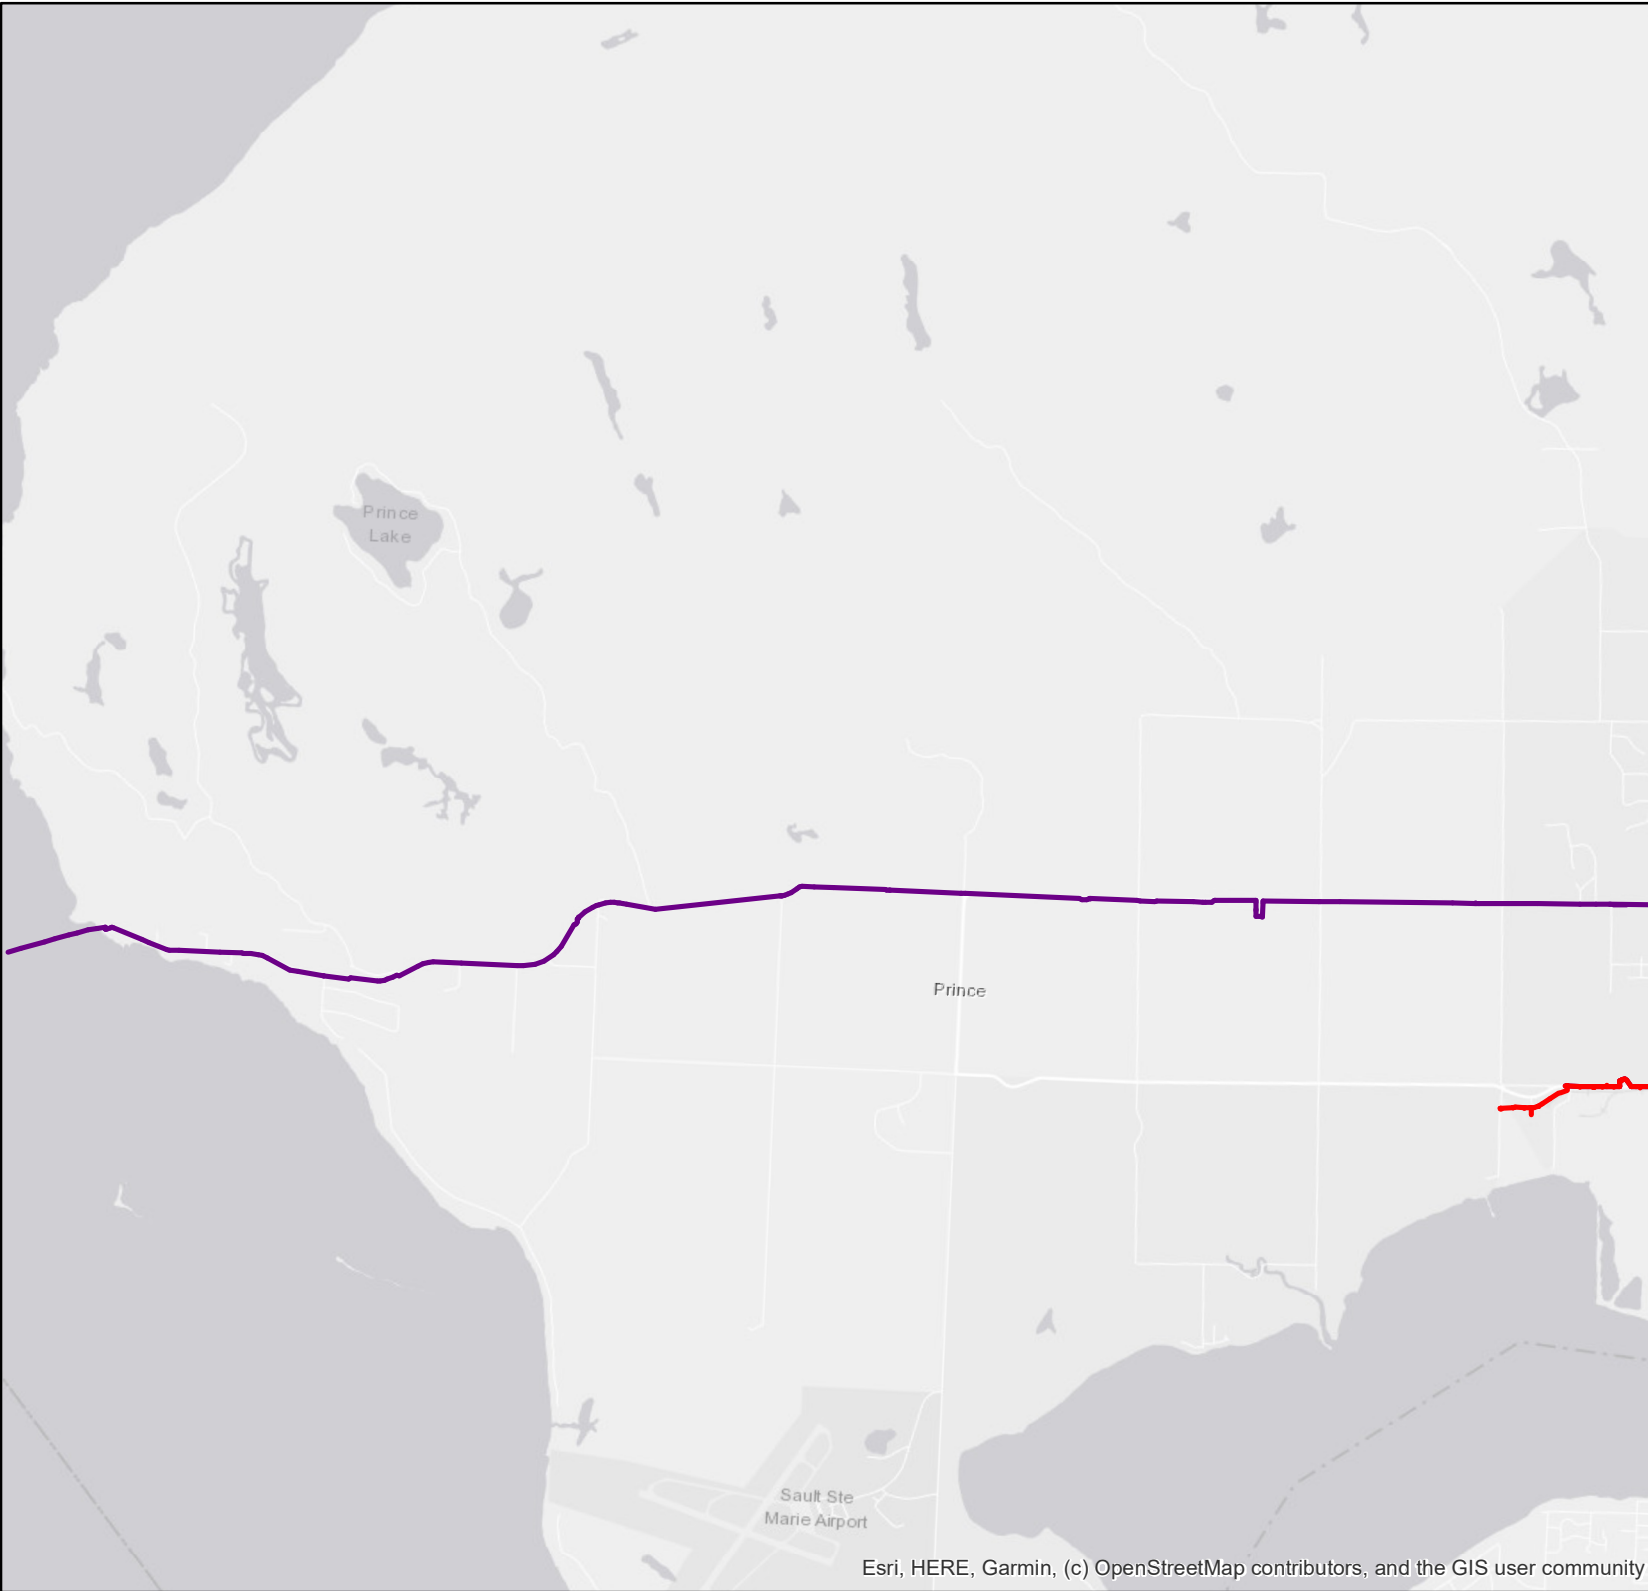 Prince
Lake
Prince
Sault Ste
Marie Airport
Esri, HERE, Garmin, (c) OpenStreetMap contributors, and the GIS user community